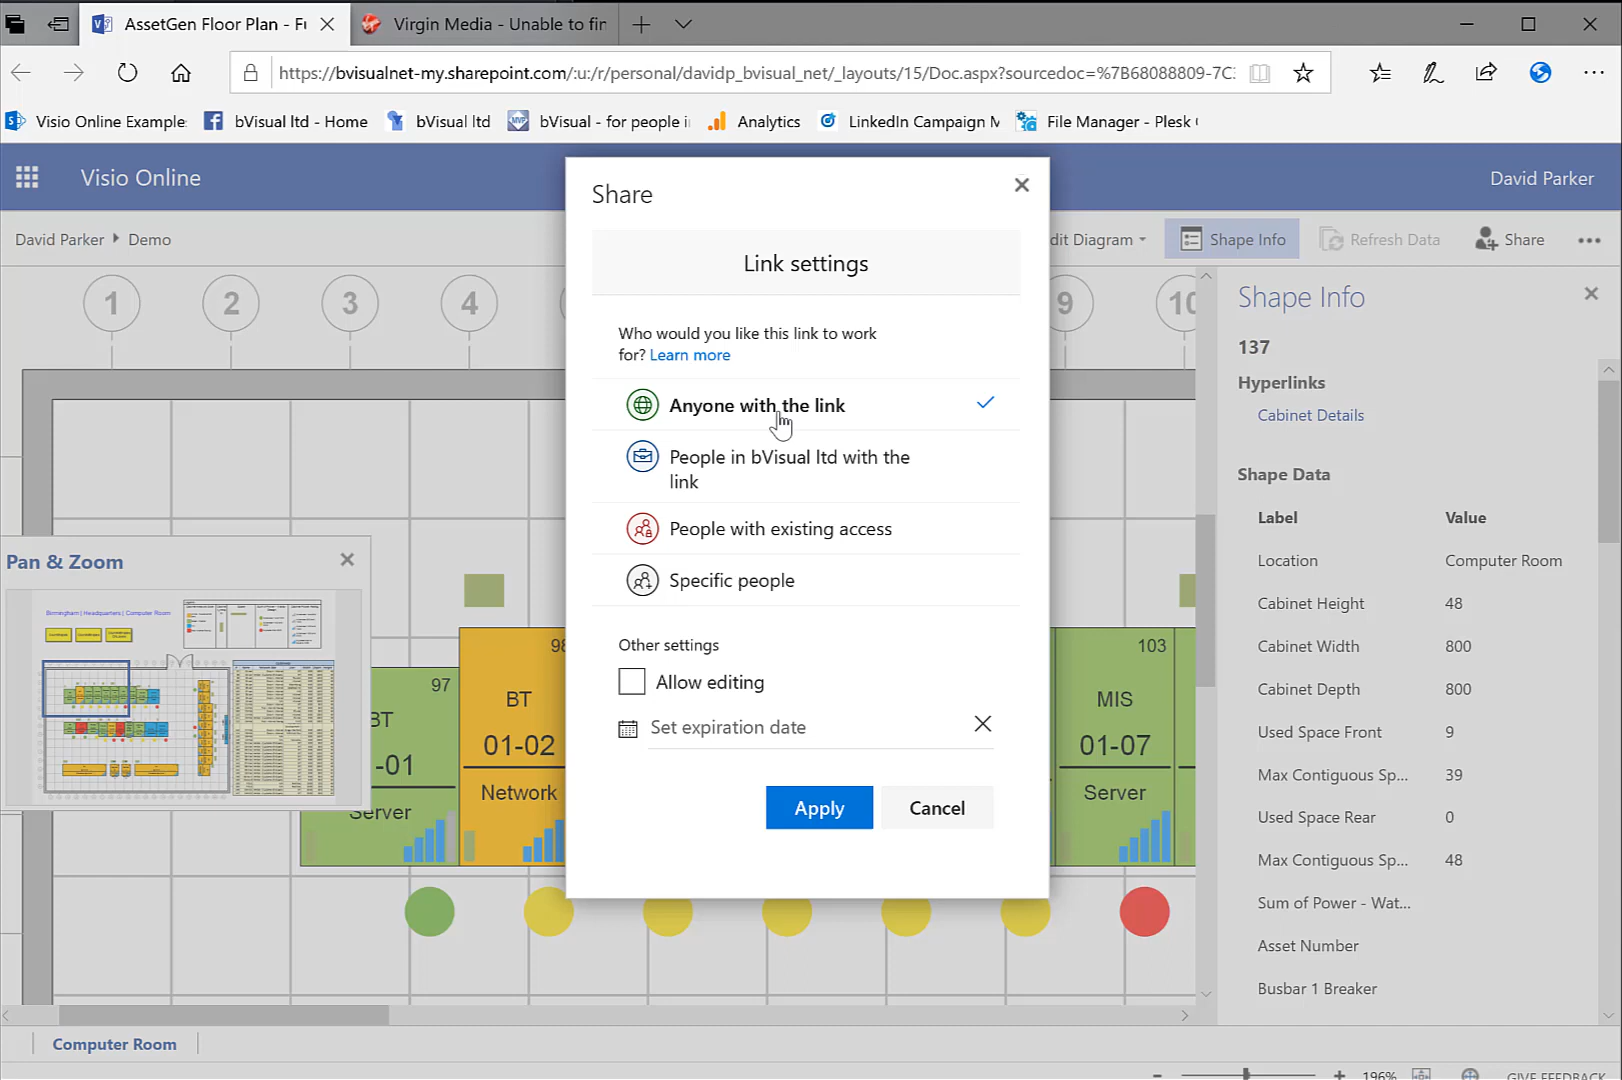 AssetGen Floor Plan - Fu
Virgin Media - Unable to fin
https://bvisualnet-my.sharepoint.com/:u:/r/personal/davidp_bvisual_net/_layouts/15/Doc.aspx?sourcedoc=%7B68088809-7C3
Visio Online Example:
bVisual ltd - Home
bVisual ltd
bVisual - for people i
Analytics
LinkedIn Campaign M
File Manager - Plesk
Visio Online
David Parker
David Parker
Demo
dit Diagram
Shape Info
Refresh Data
Share
Share
Link settings
Who would you like this link to work
for? Learn more
Anyone with the link
People in bVisual ltd with the
link
People with existing access
Specific people
Other settings
Allow editing
Set expiration date
Apply
Cancel
1
2
3
4
9
10
Pan & Zoom
Birmingham | Headquarters | Computer Room
97
BT
-01
Server
98
BT
01-02
Network
103
MIS
01-07
Server
Shape Info
137
Hyperlinks
Cabinet Details
Shape Data
Label Value
Location Computer Room
Cabinet Height 48
Cabinet Width 800
Cabinet Depth 800
Used Space Front 9
Max Contiguous Sp... 39
Used Space Rear 0
Max Contiguous Sp... 48
Sum of Power - Wat...
Asset Number
Busbar 1 Breaker
Computer Room
196%
GIVE FEEDBACK